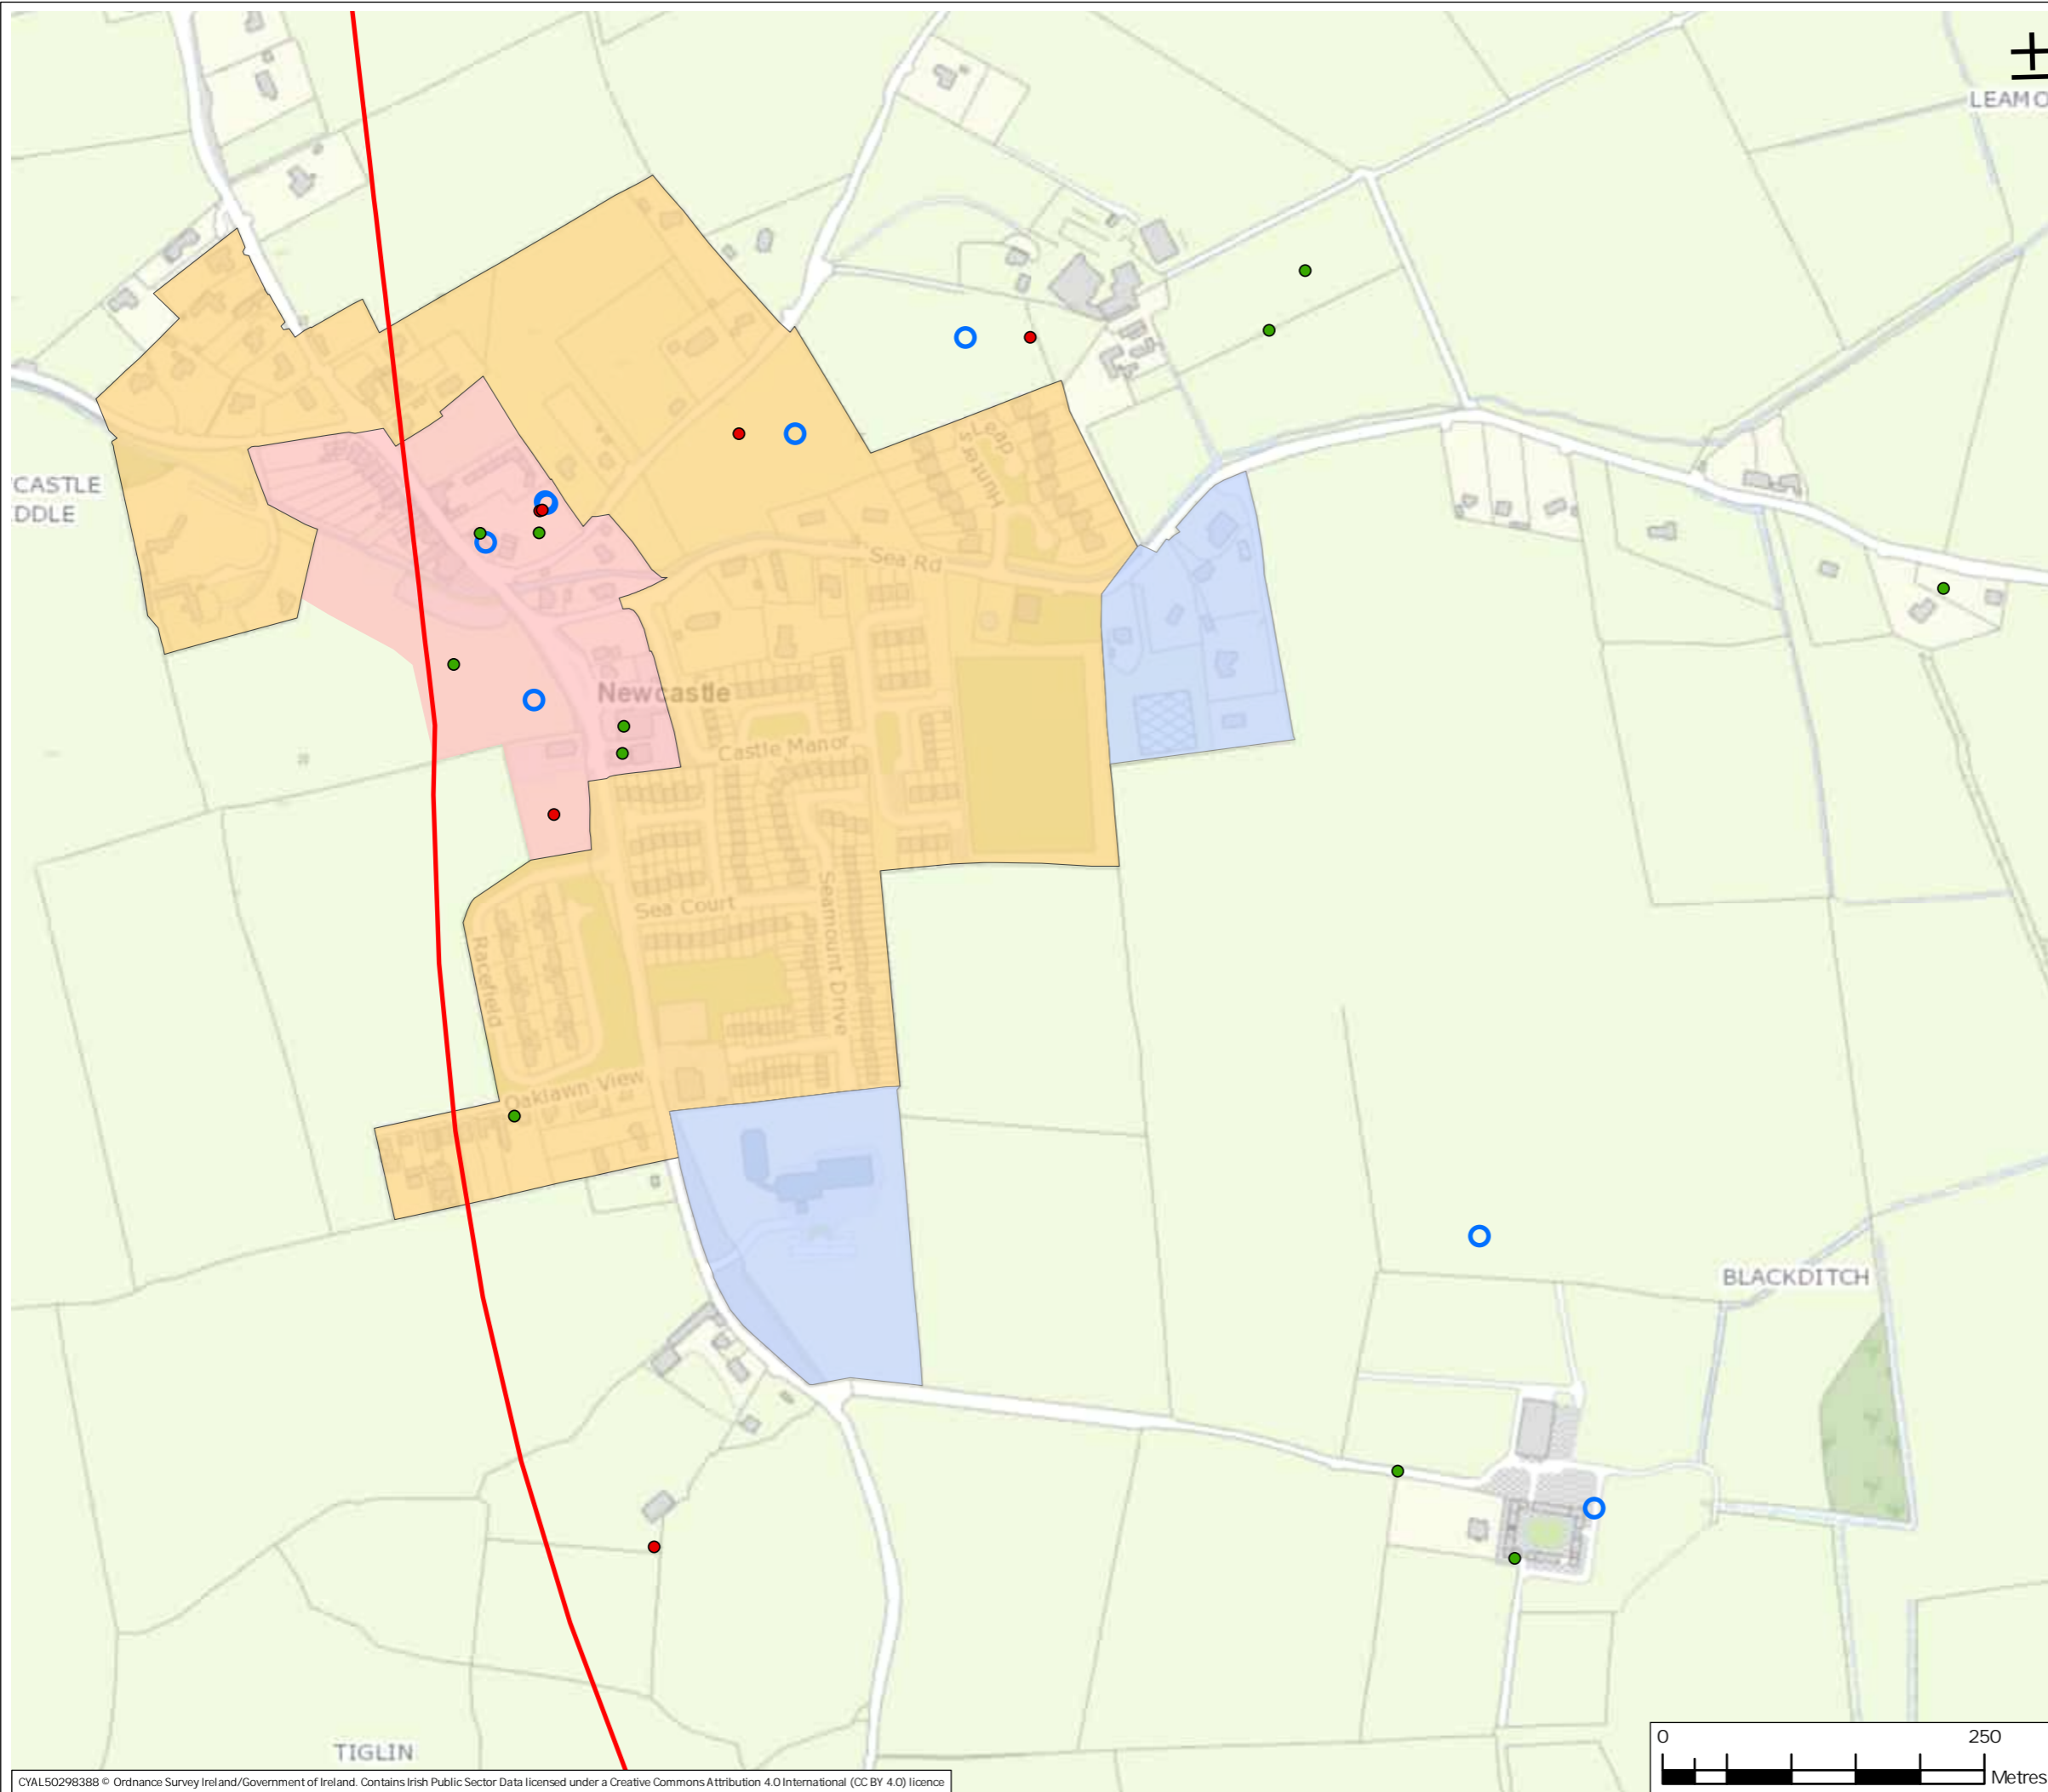 LEAMO
Leap
Hunters
CASTLE
DDLE
Sea Rd
Newcastle
Castle Manor
Seamount Drive
Sea Court
Racefield
Oaklawn View
BLACKDITCH
TIGLIN
0 250
Metres
CYAL50298388 © Ordnance Survey Ireland/Government of Ireland. Contains Irish Public Sector Data licensed under a Creative Commons Attribution 4.0 International (CC BY 4.0) licence